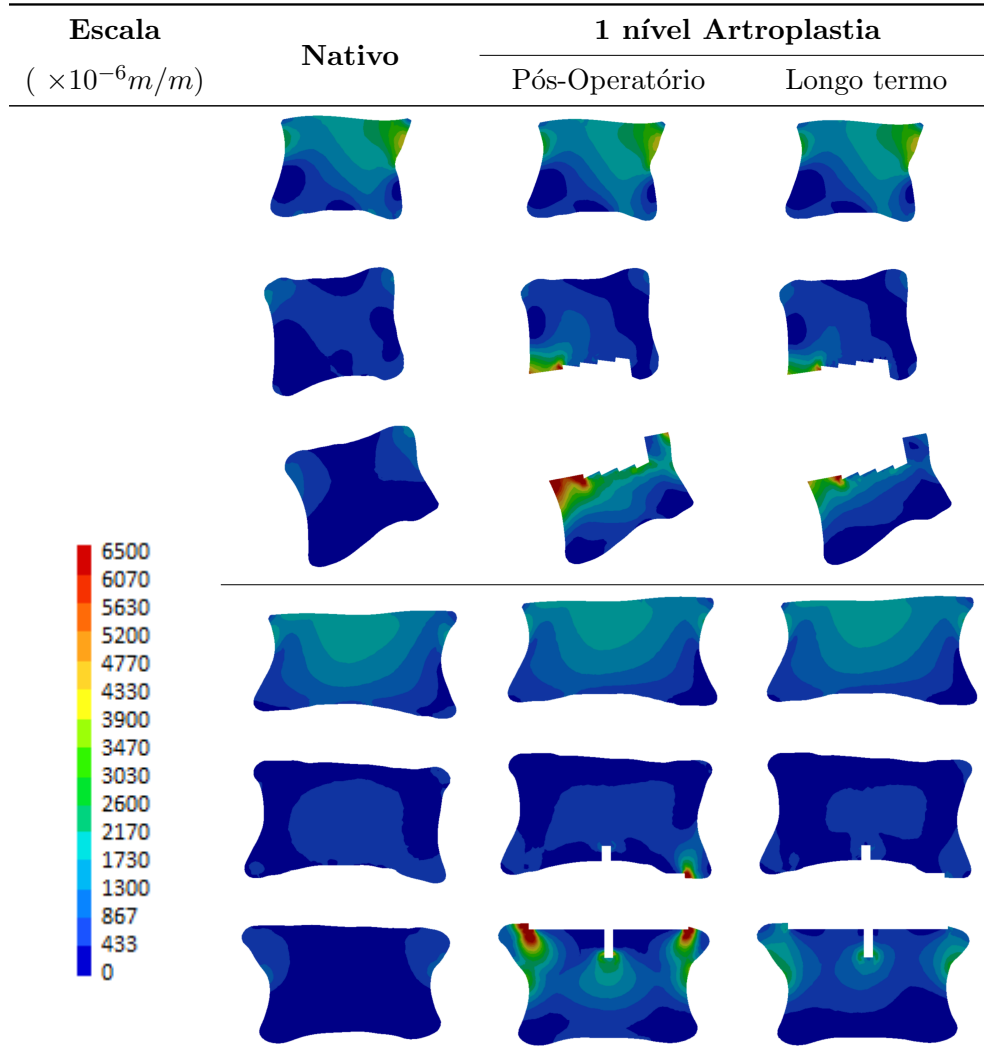 Escala
( ×10⁻⁶m/m)
Nativo
1 nível Artroplastia
Pós-Operatório
Longo termo
6500
6070
5630
5200
4770
4330
3900
3470
3030
2600
2170
1730
1300
867
433
0